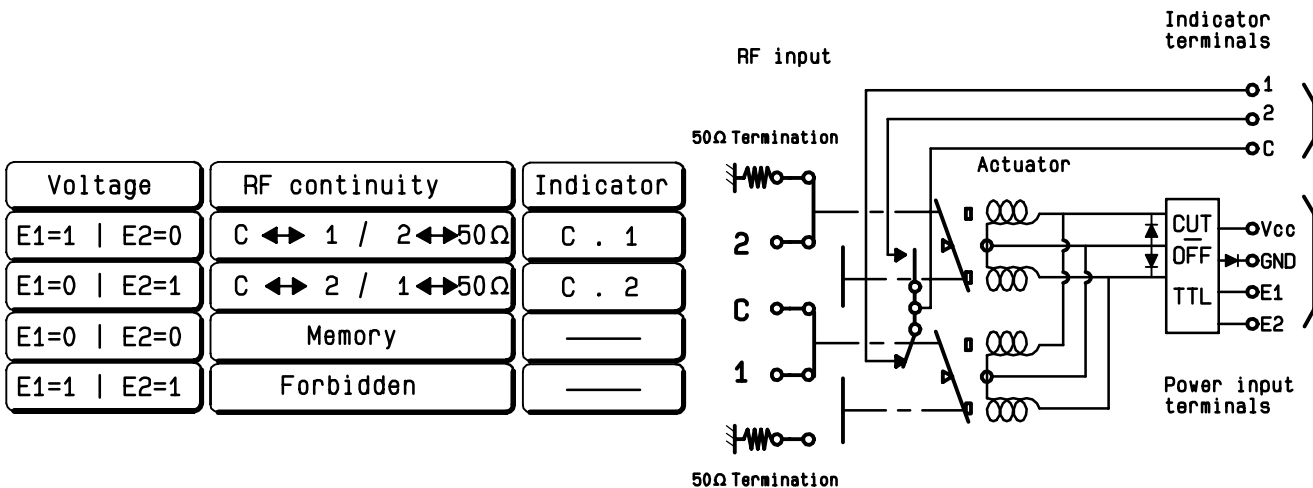 Voltage RF continuity Indicator
E1=1 | E2=0 C ↔ 1 / 2↔50Ω C . 1
E1=0 | E2=1 C ↔ 2 / 1↔50Ω C . 2
E1=0 | E2=0 Memory ——
E1=1 | E2=1 Forbidden ——
RF input
Indicator
terminals
1
2
C
50Ω Termination
Actuator
2
C
1
50Ω Termination
CUT
OFF
TTL
Vcc
GND
E1
E2
Power input
terminals